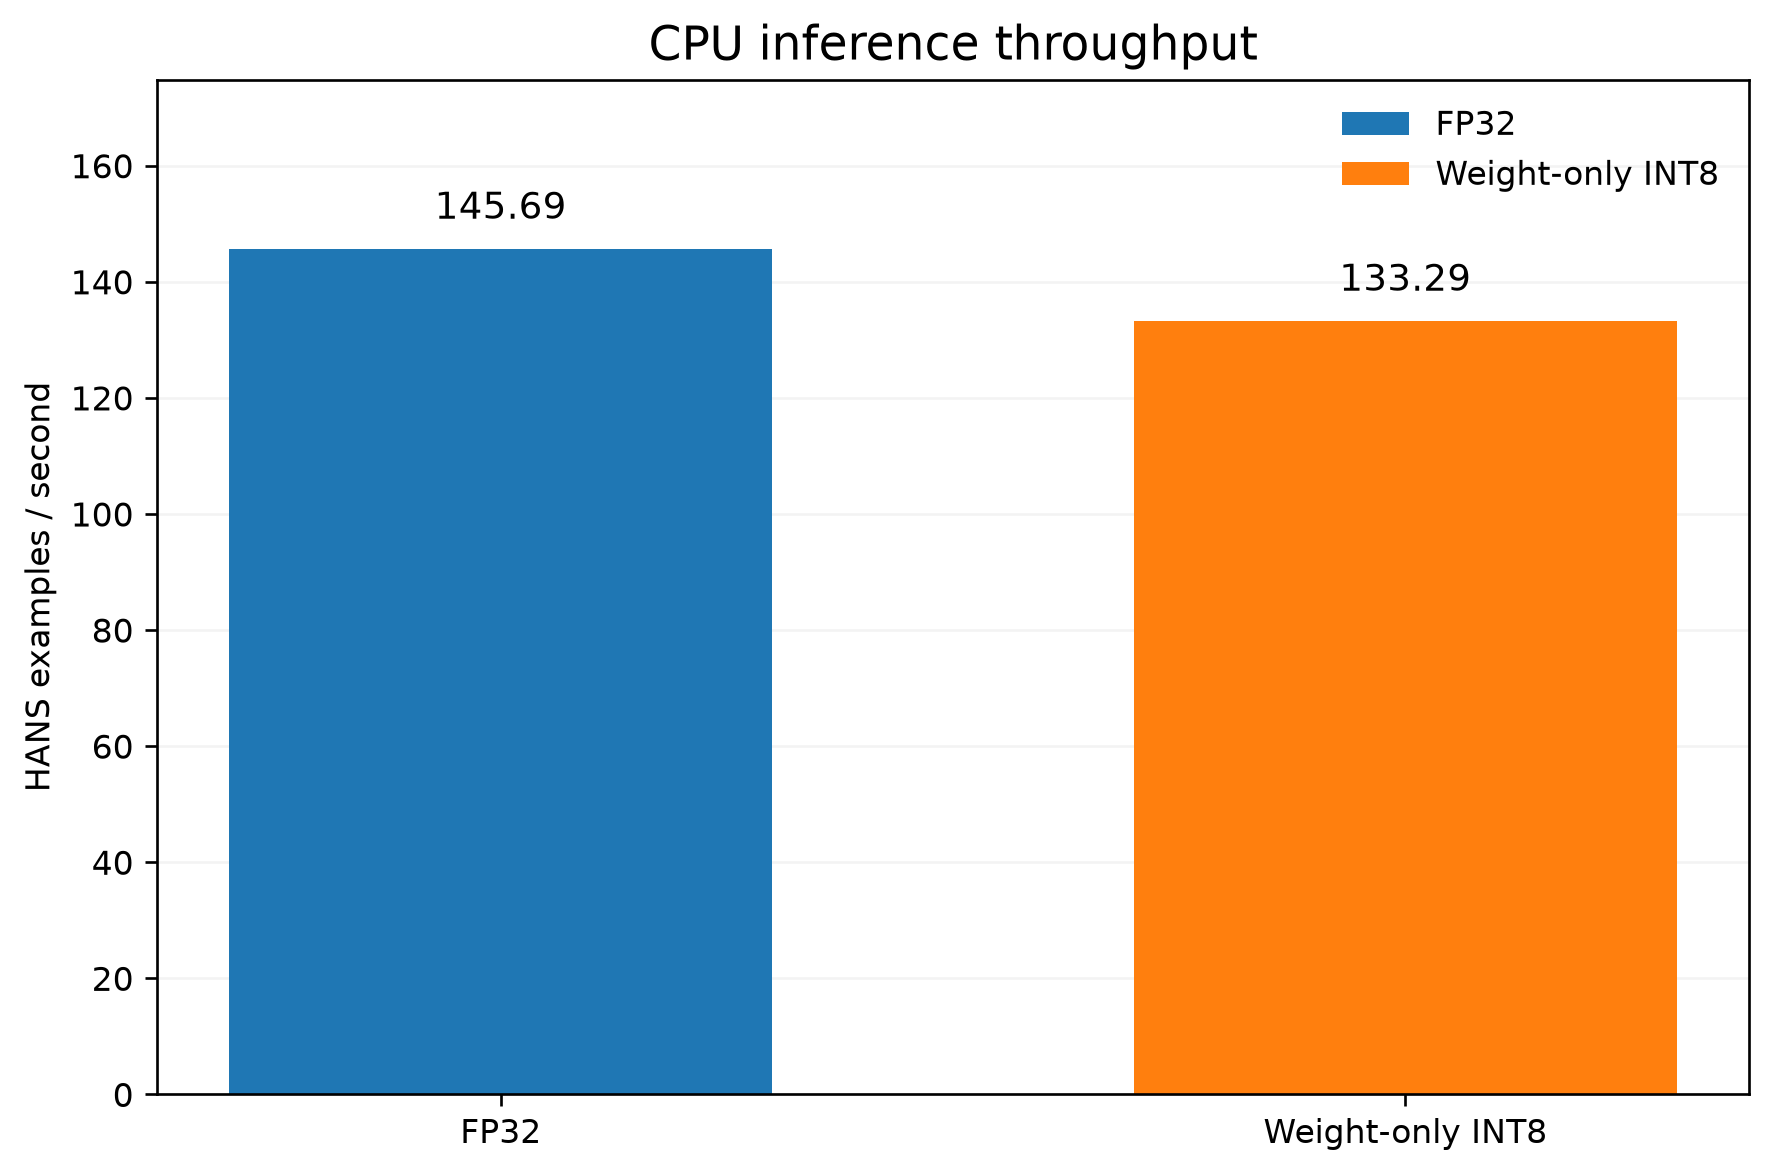 CPU inference throughput
FP32
Weight-only INT8
145.69
133.29
HANS examples / second
160
140
120
100
80
60
40
20
0
FP32
Weight-only INT8